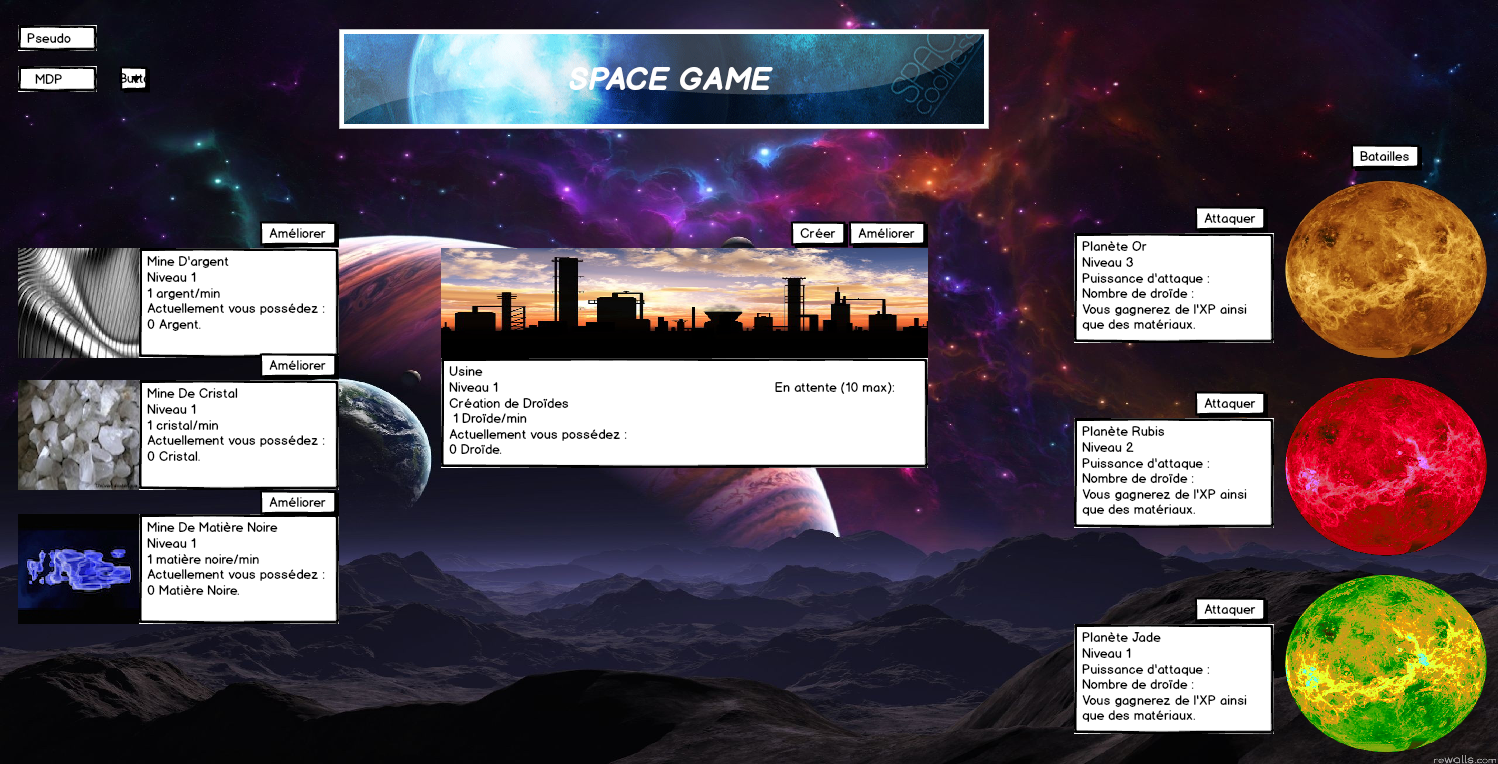 Pseudo
MDP
SPACE GAME
Batailles
Améliorer
Mine D'argent
Niveau 1
1 argent/min
Actuellement vous possédez :
0 Argent.
Améliorer
Mine De Cristal
Niveau 1
1 cristal/min
Actuellement vous possédez :
0 Cristal.
Améliorer
Mine De Matière Noire
Niveau 1
1 matière noire/min
Actuellement vous possédez :
0 Matière Noire.
Créer
Améliorer
Usine
Niveau 1
En attente (10 max):
Création de Droïdes
1 Droïde/min
Actuellement vous possédez :
0 Droïde.
Attaquer
Planète Or
Niveau 3
Puissance d'attaque :
Nombre de droïde :
Vous gagnerez de l'XP ainsi
que des matériaux.
Attaquer
Planète Rubis
Niveau 2
Puissance d'attaque :
Nombre de droïde :
Vous gagnerez de l'XP ainsi
que des matériaux.
Attaquer
Planète Jade
Niveau 1
Puissance d'attaque :
Nombre de droïde :
Vous gagnerez de l'XP ainsi
que des matériaux.
rewalls.com